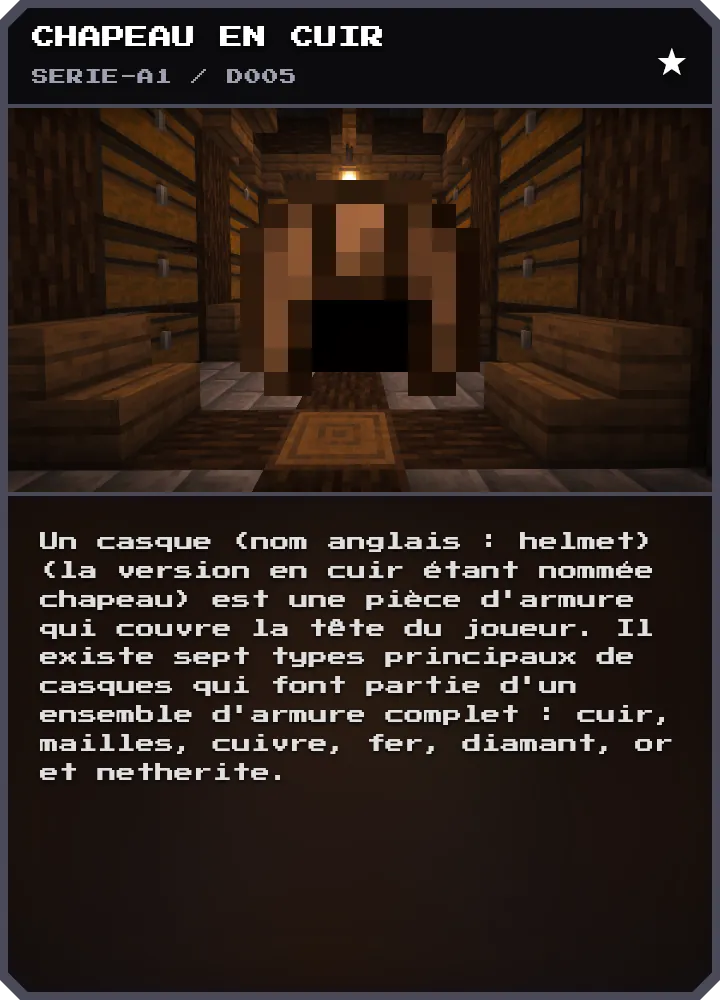 CHAPEAU EN CUIR
SERIE-A1 / D005
★
Un casque (nom anglais : helmet)
(la version en cuir étant nommée
chapeau) est une pièce d'armure
qui couvre la tête du joueur. Il
existe sept types principaux de
casques qui font partie d'un
ensemble d'armure complet : cuir,
mailles, cuivre, fer, diamant, or
et netherite.